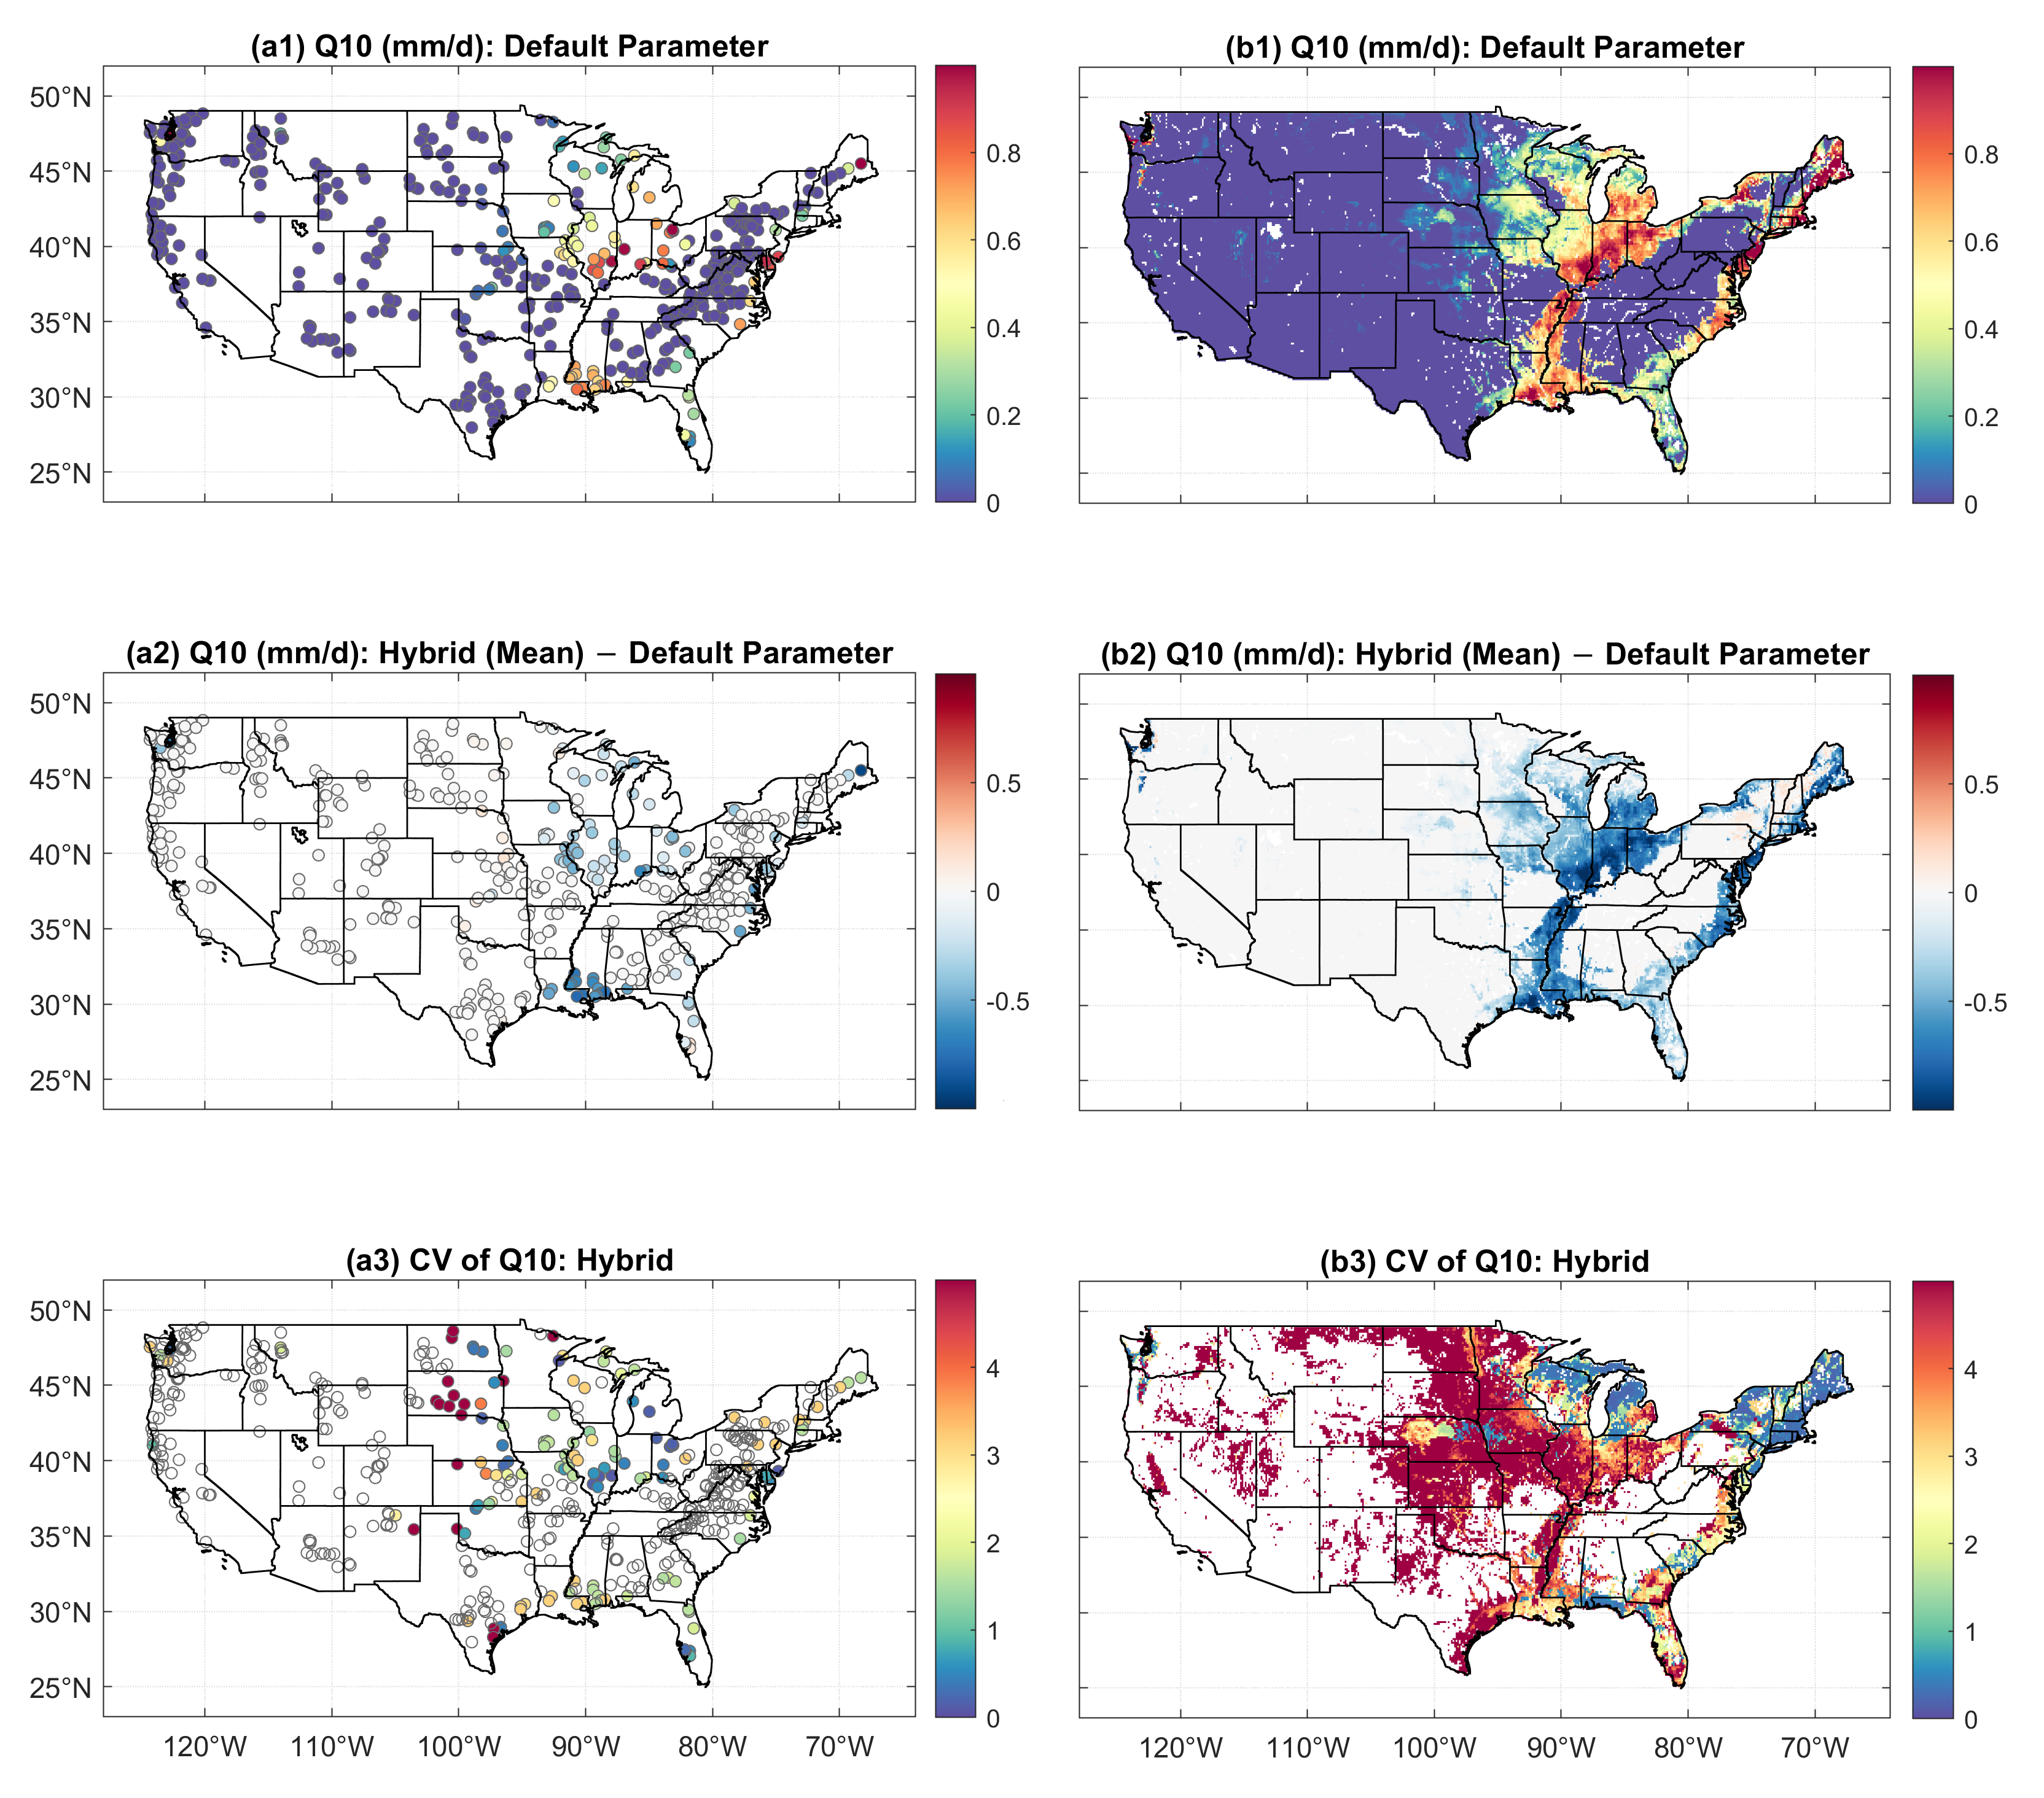 (a1) Q10 (mm/d): Default Parameter
50°N
45°N
40°N
35°N
30°N
25°N
0.8
0.6
0.4
0.2
0
(b1) Q10 (mm/d): Default Parameter
0.8
0.6
0.4
0.2
0
(a2) Q10 (mm/d): Hybrid (Mean) − Default Parameter
50°N
45°N
40°N
35°N
30°N
25°N
0.5
0
-0.5
(b2) Q10 (mm/d): Hybrid (Mean) − Default Parameter
0.5
0
-0.5
(a3) CV of Q10: Hybrid
50°N
45°N
40°N
35°N
30°N
25°N
120°W 110°W 100°W 90°W 80°W 70°W
4
3
2
1
0
(b3) CV of Q10: Hybrid
120°W 110°W 100°W 90°W 80°W 70°W
4
3
2
1
0